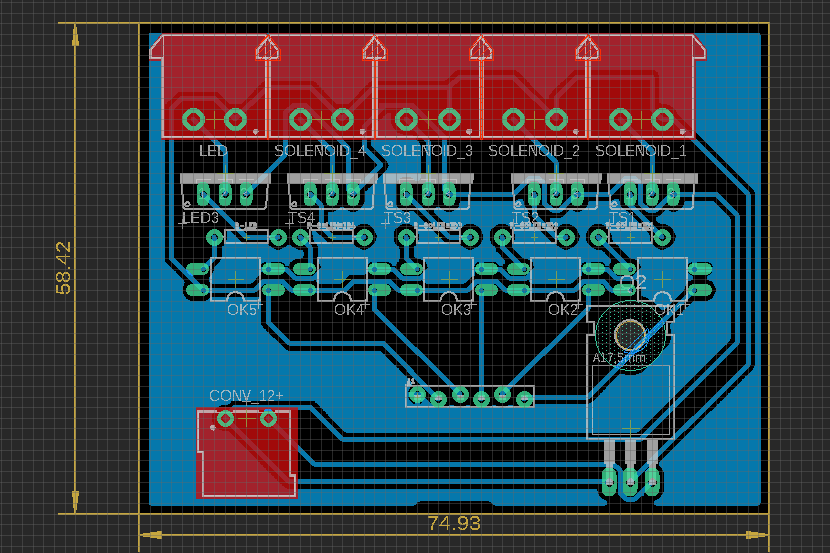 LED SOLENOID_4 SOLENOID_3 SOLENOID_2 SOLENOID_1
LED3 TS4 TS3 TS2 TS1
Q2
OK5 OK4 OK3 OK2 OK1
A17,5mm
CONV_12+
58.42
74.93